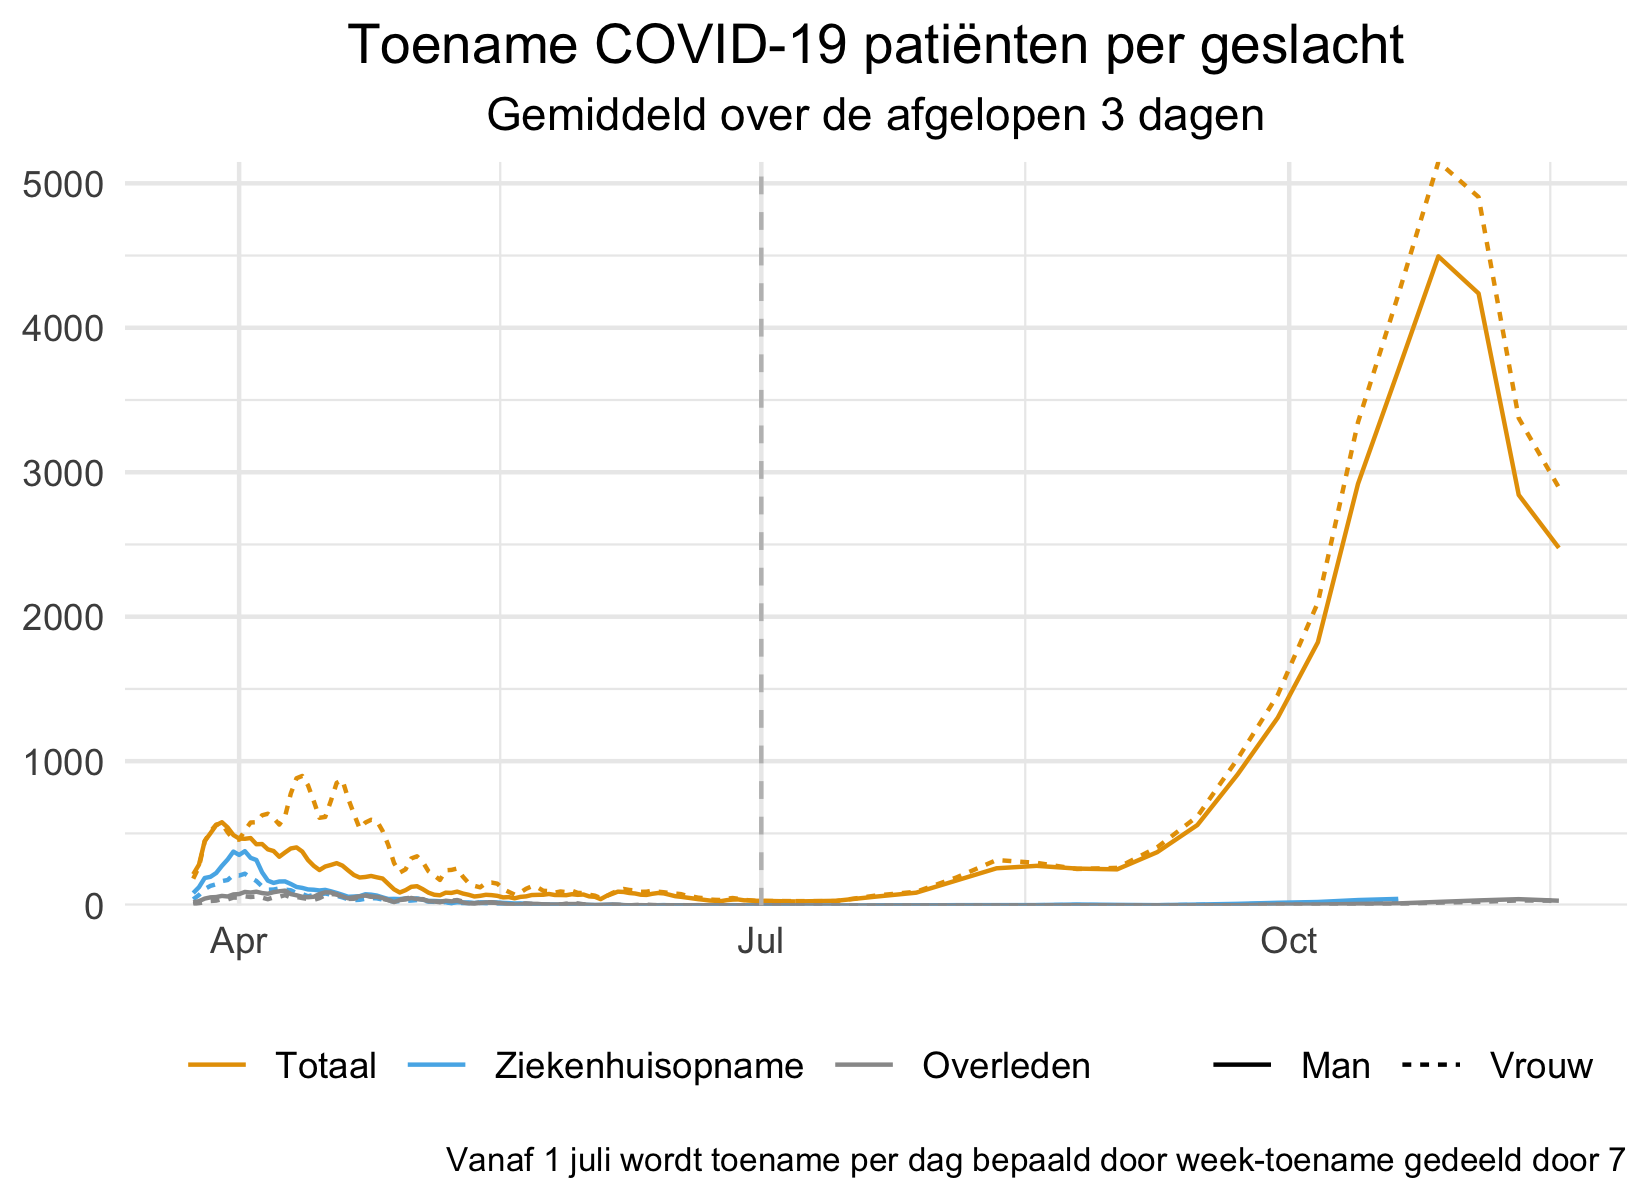 Toename COVID-19 patiënten per geslacht
Gemiddeld over de afgelopen 3 dagen
5000
4000
3000
2000
1000
0
Apr Jul Oct
Totaal Ziekenhuisopname Overleden Man Vrouw
Vanaf 1 juli wordt toename per dag bepaald door week-toename gedeeld door 7